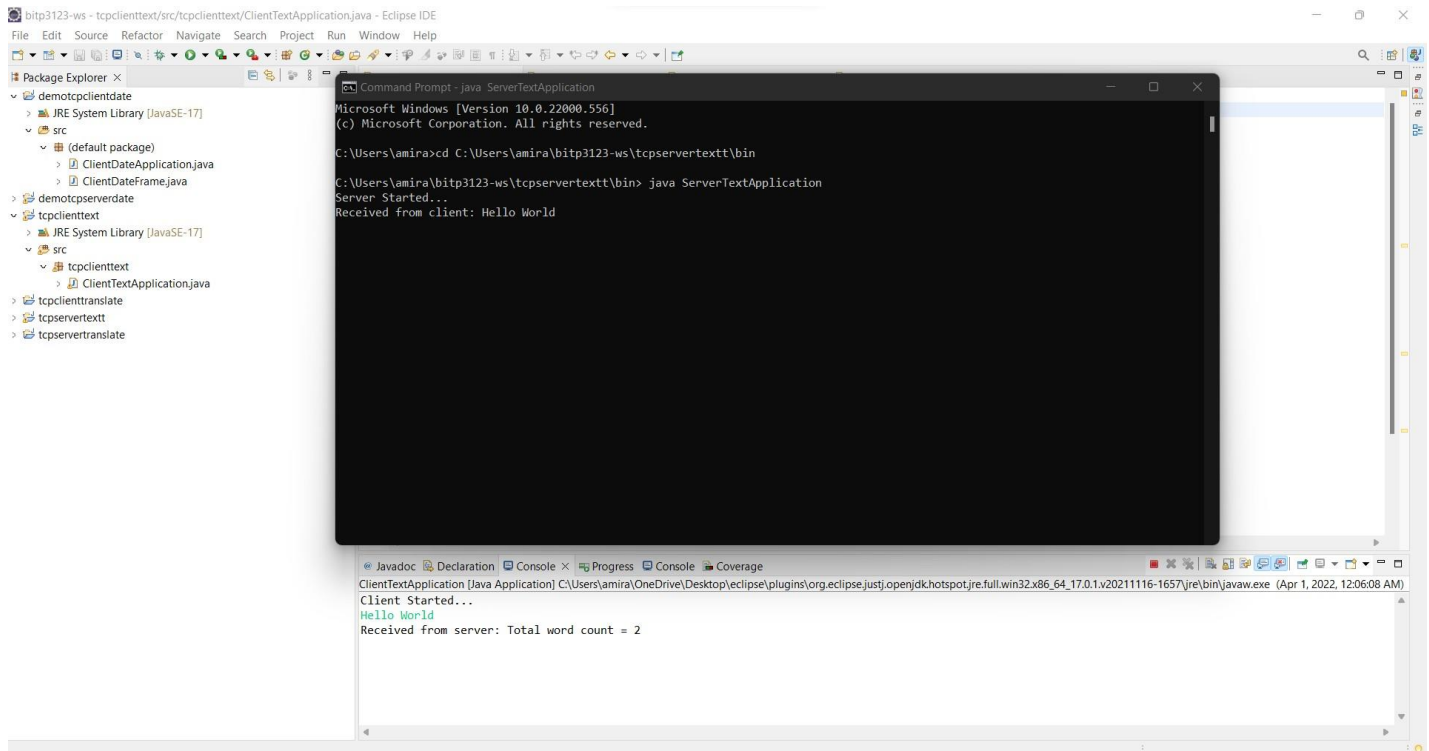 bitp3123-ws - tcpclienttext/src/tcpclienttext/ClientTextApplication.java - Eclipse IDE
File Edit Source Refactor Navigate Search Project Run Window Help
Package Explorer
demotcpclientdate
JRE System Library [JavaSE-17]
src
(default package)
ClientDateApplication.java
ClientDateFrame.java
demotcpserverdate
tcpclienttext
JRE System Library [JavaSE-17]
src
tcpclienttext
ClientTextApplication.java
tcpclienttranslate
tcpservertextt
tcpservertranslate
Command Prompt - java ServerTextApplication
Microsoft Windows [Version 10.0.22000.556]
(c) Microsoft Corporation. All rights reserved.
C:\Users\amira>cd C:\Users\amira\bitp3123-ws\tcpservertextt\bin
C:\Users\amira\bitp3123-ws\tcpservertextt\bin> java ServerTextApplication
Server Started...
Received from client: Hello World
Javadoc Declaration Console Progress Console Coverage
ClientTextApplication [Java Application] C:\Users\amira\OneDrive\Desktop\eclipse\plugins\org.eclipse.justj.openjdk.hotspot.jre.full.win32.x86_64_17.0.1.v20211116-1657\jre\bin\javaw.exe (Apr 1, 2022, 12:06:08 AM)
Client Started...
Hello World
Received from server: Total word count = 2